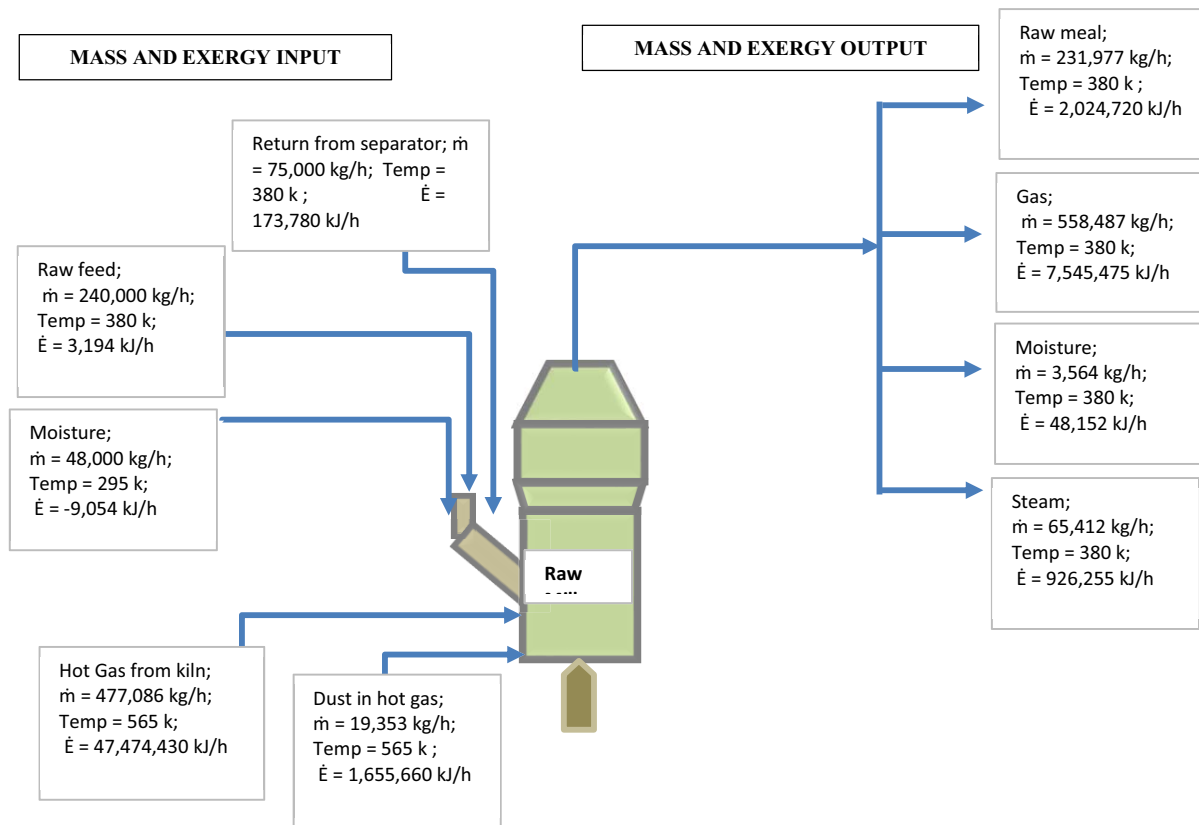 MASS AND EXERGY INPUT
MASS AND EXERGY OUTPUT
Return from separator; ṁ
= 75,000 kg/h; Temp =
380 k ; Ė =
173,780 kJ/h
Raw feed;
ṁ = 240,000 kg/h;
Temp = 380 k;
Ė = 3,194 kJ/h
Moisture;
ṁ = 48,000 kg/h;
Temp = 295 k;
Ė = -9,054 kJ/h
Hot Gas from kiln;
ṁ = 477,086 kg/h;
Temp = 565 k;
Ė = 47,474,430 kJ/h
Dust in hot gas;
ṁ = 19,353 kg/h;
Temp = 565 k ;
Ė = 1,655,660 kJ/h
Raw
Raw meal;
ṁ = 231,977 kg/h;
Temp = 380 k ;
Ė = 2,024,720 kJ/h
Gas;
ṁ = 558,487 kg/h;
Temp = 380 k;
Ė = 7,545,475 kJ/h
Moisture;
ṁ = 3,564 kg/h;
Temp = 380 k;
Ė = 48,152 kJ/h
Steam;
ṁ = 65,412 kg/h;
Temp = 380 k;
Ė = 926,255 kJ/h